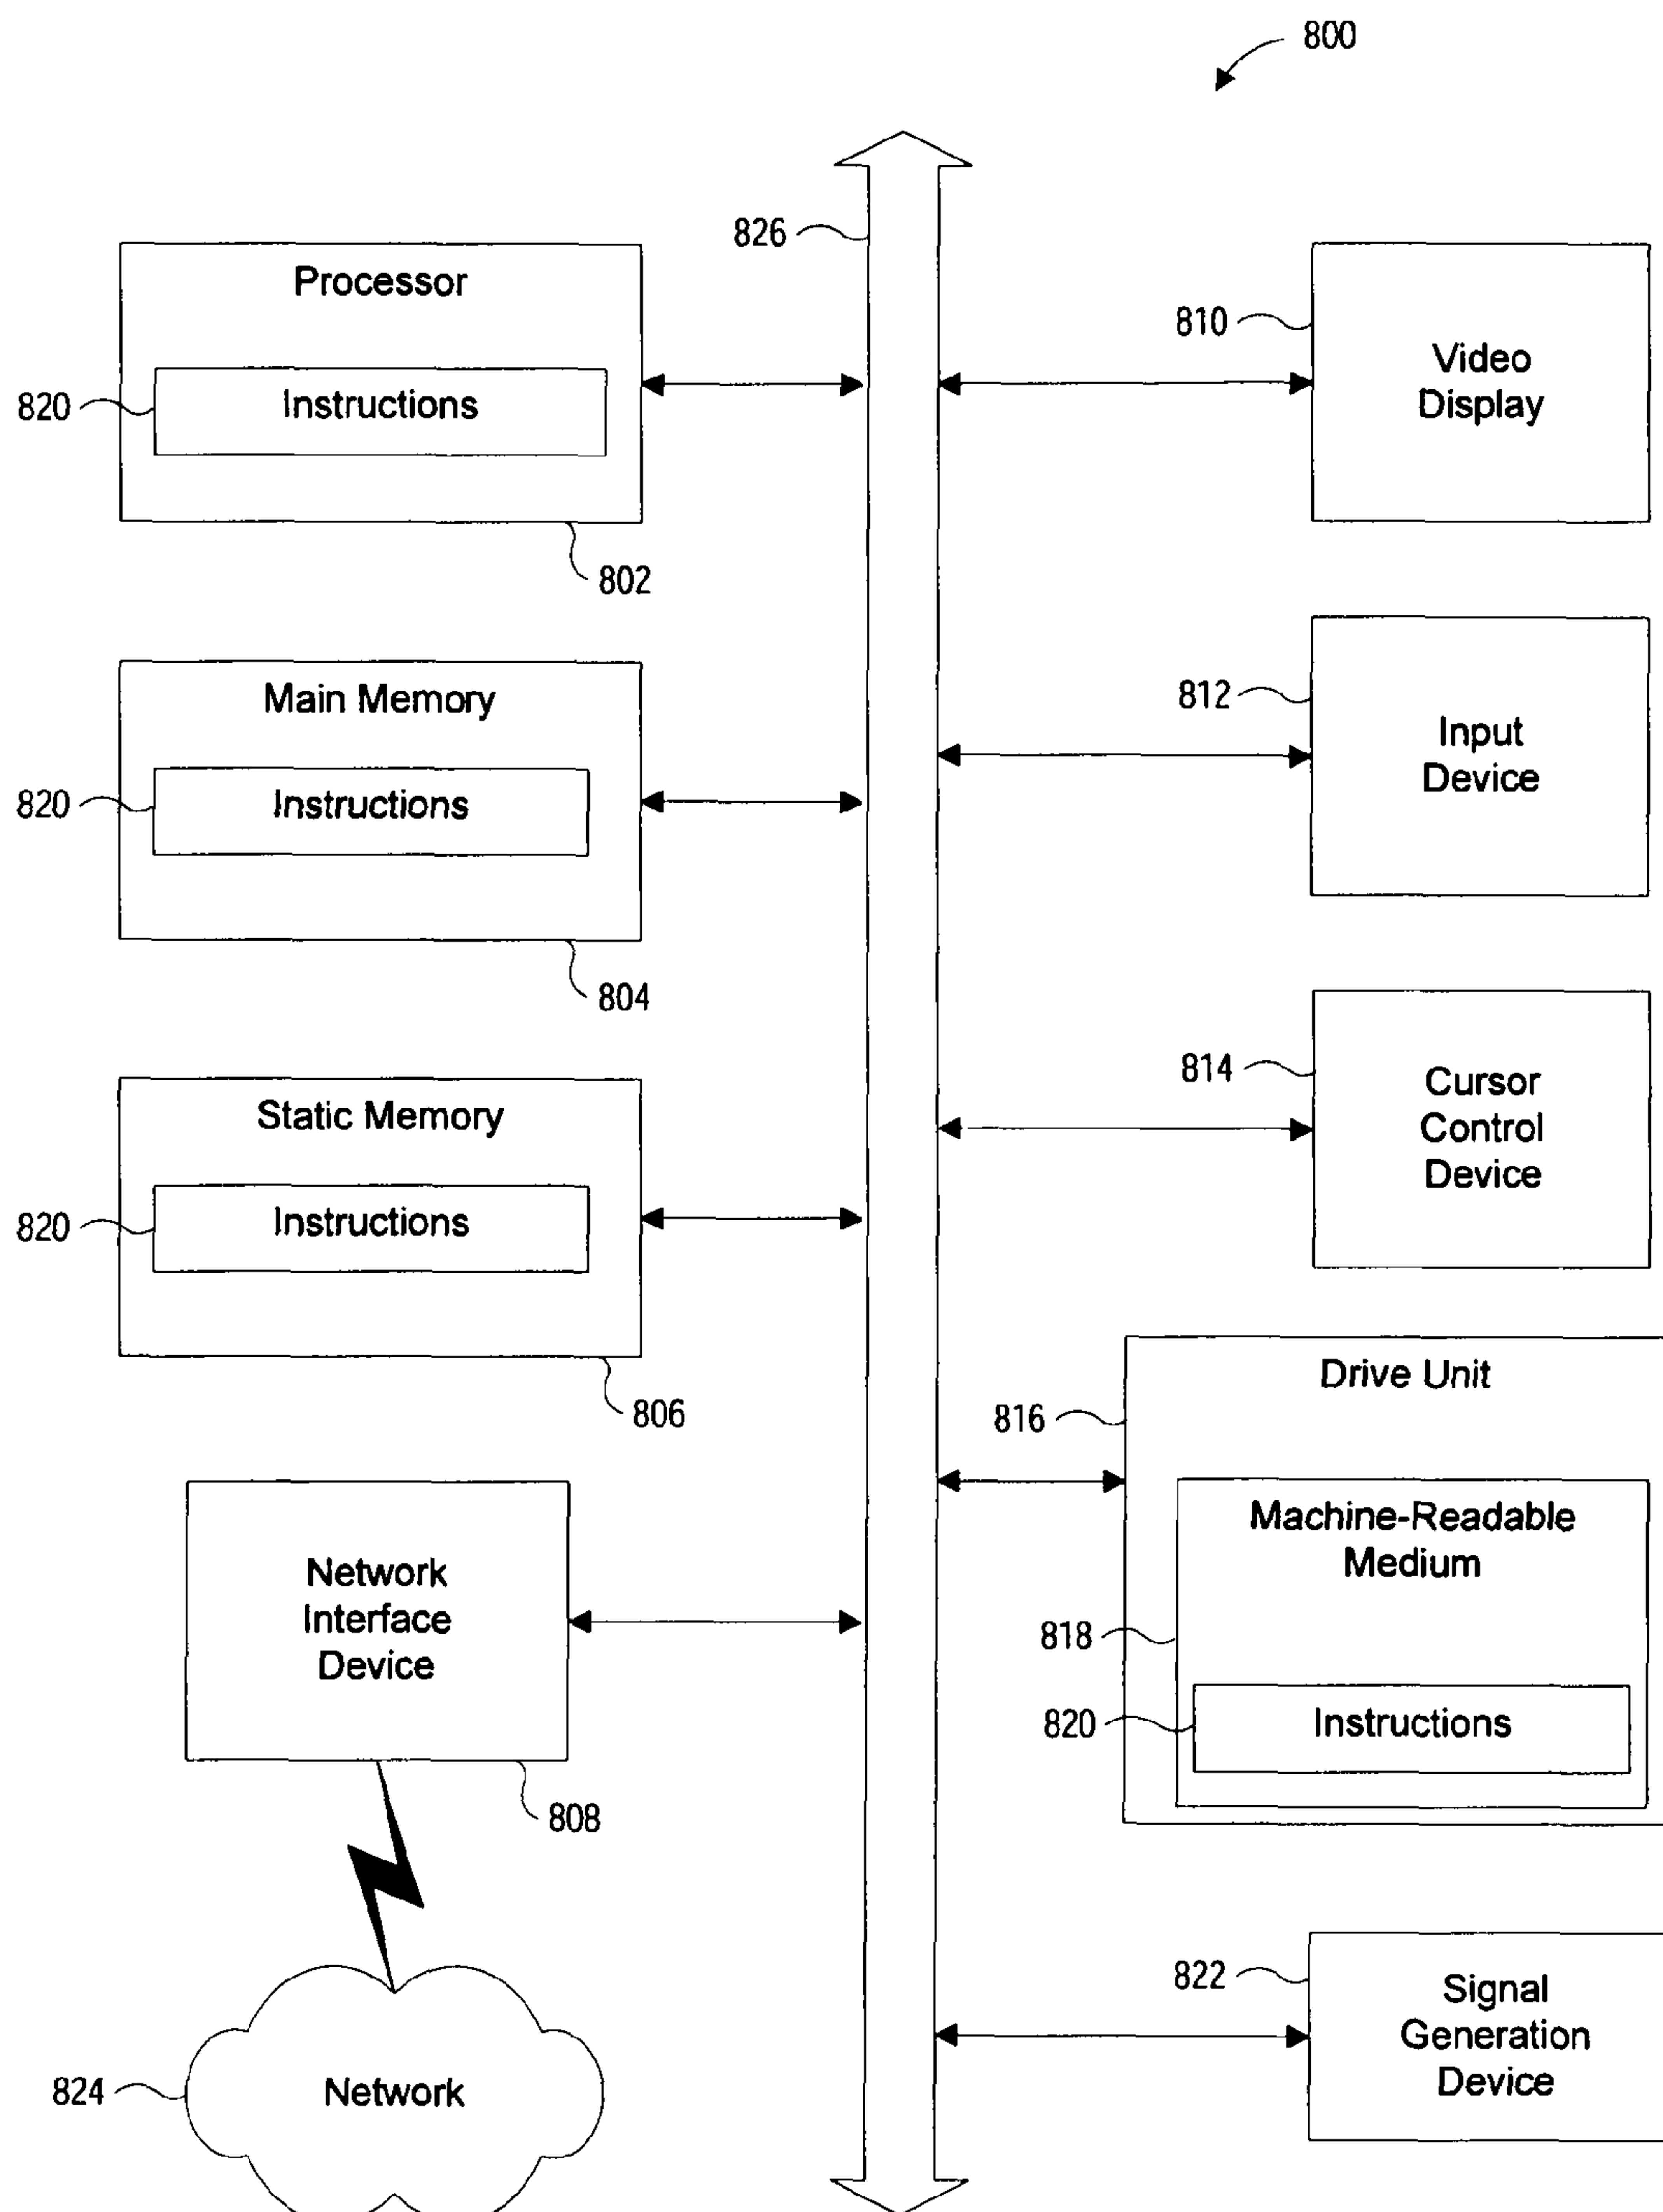 800
826
Processor
820
Instructions
802
810
Video
Display
Main Memory
820
Instructions
804
812
Input
Device
Static Memory
820
Instructions
806
814
Cursor
Control
Device
Drive Unit
816
Machine-Readable
Medium
818
820
Instructions
Network
Interface
Device
808
822
Signal
Generation
Device
824
Network